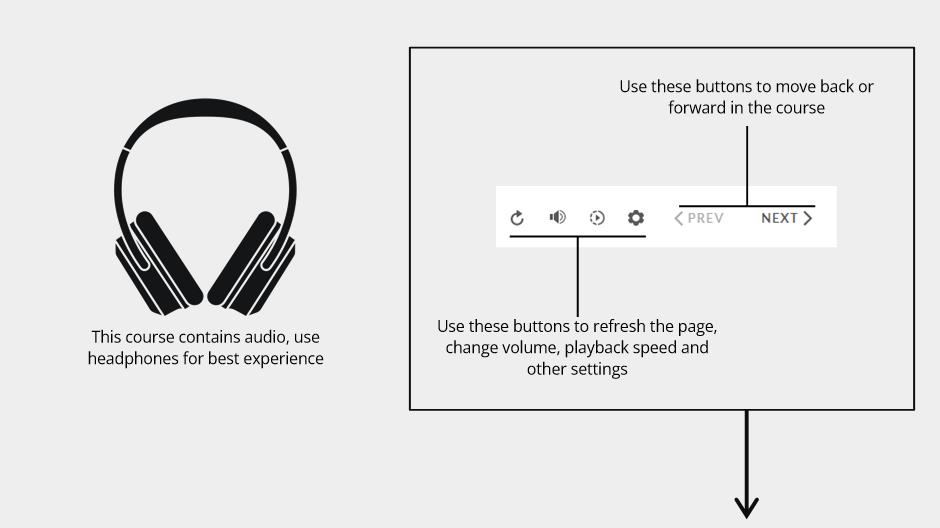 This course contains audio, use
headphones for best experience
Use these buttons to move back or
forward in the course
PREV
NEXT
Use these buttons to refresh the page,
change volume, playback speed and
other settings